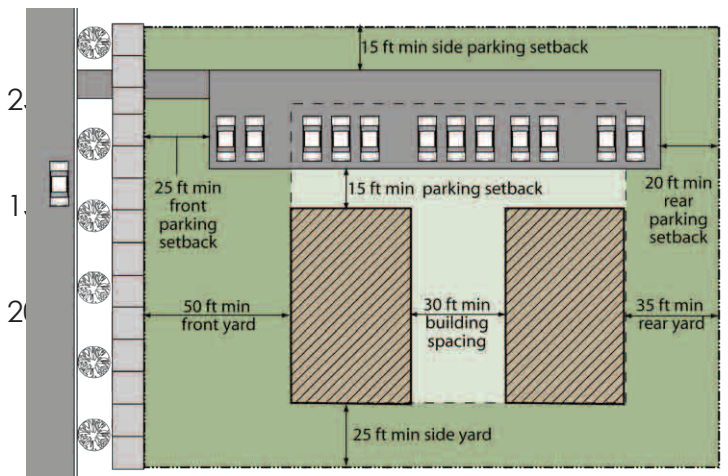 15 ft min side parking setback
25 ft min
front
parking
setback
15 ft min parking setback
20 ft min
rear
parking
setback
50 ft min
front yard
30 ft min
building
spacing
35 ft min
rear yard
25 ft min side yard